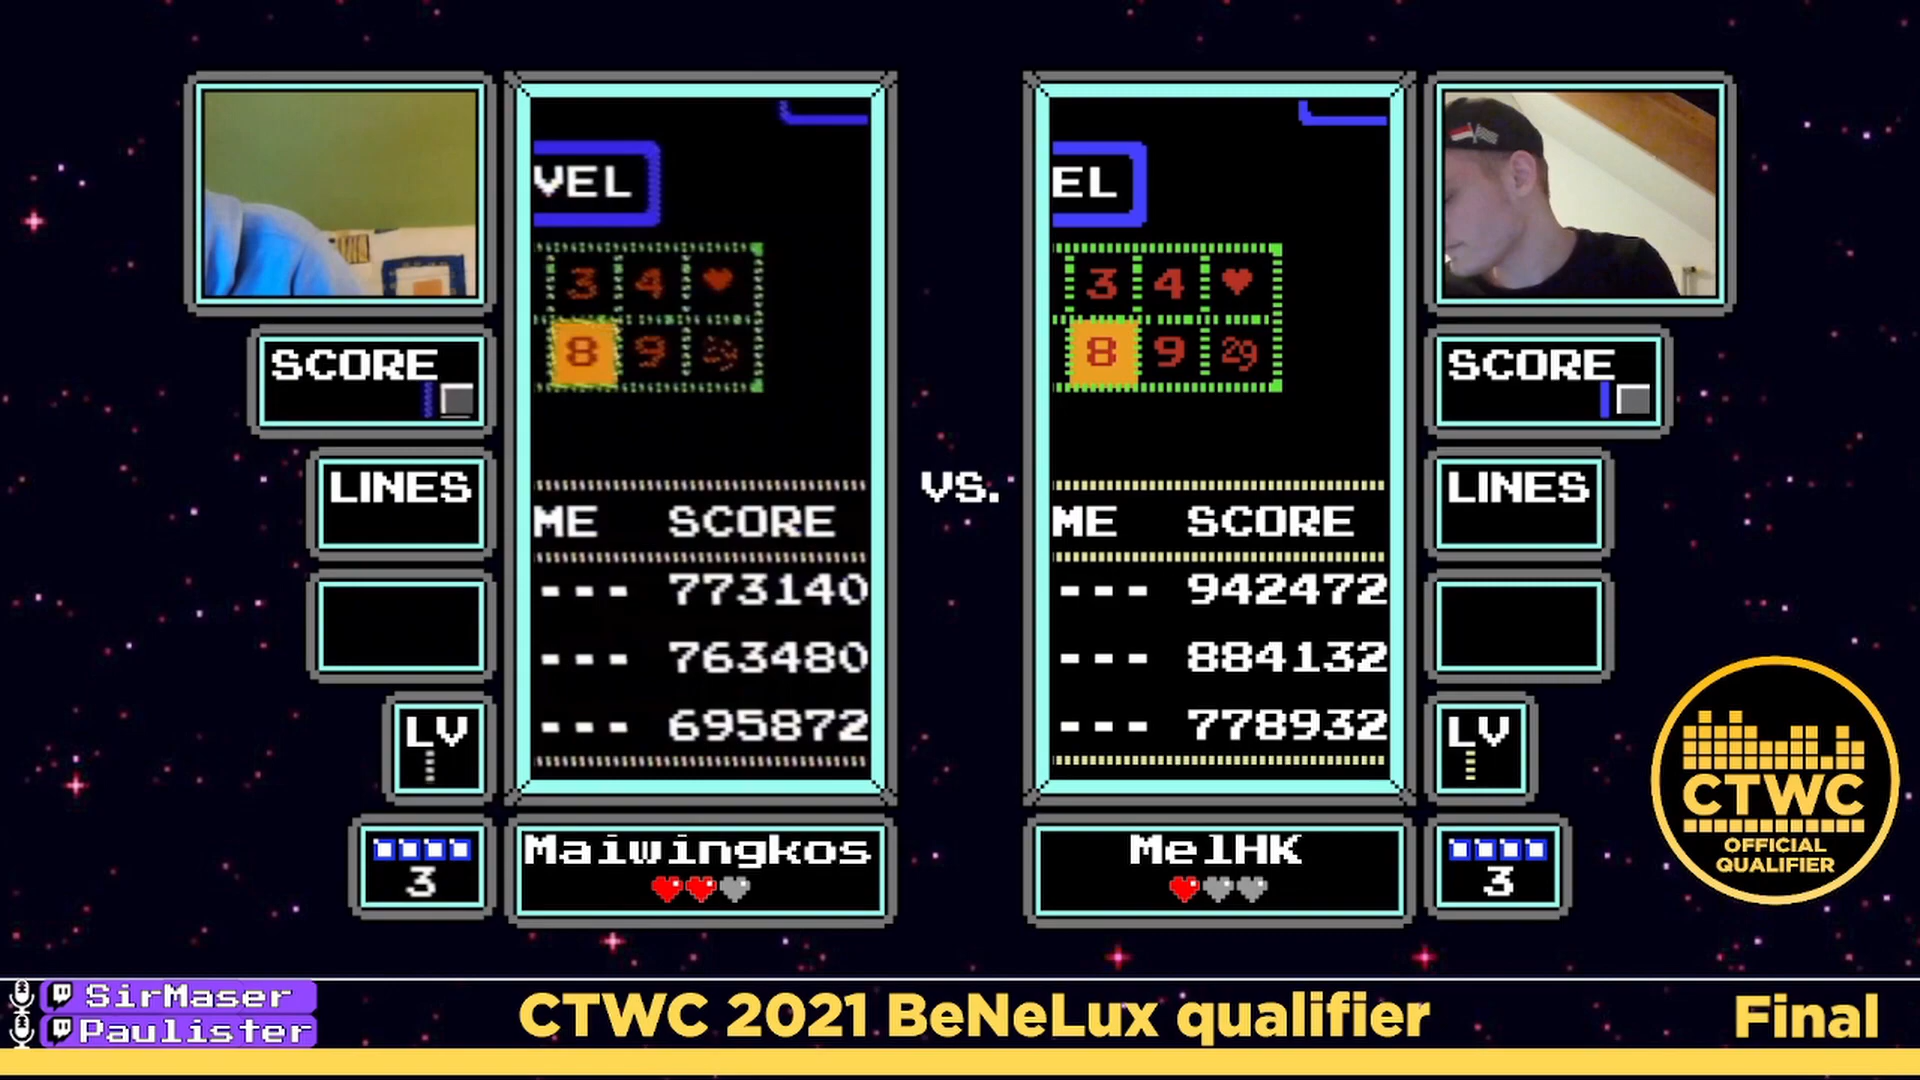 VEL
3 4
8 9 29
SCORE
LINES
ME SCORE
--- 773140
--- 763480
--- 695872
LV
3
Maiwingkos
VS.
EL
3 4
8 9 29
SCORE
LINES
ME SCORE
--- 942472
--- 884132
--- 778932
LV
3
MelHK
CTWC
OFFICIAL
QUALIFIER
SirMaser
Paulister
CTWC 2021 BeNeLux qualifier
Final